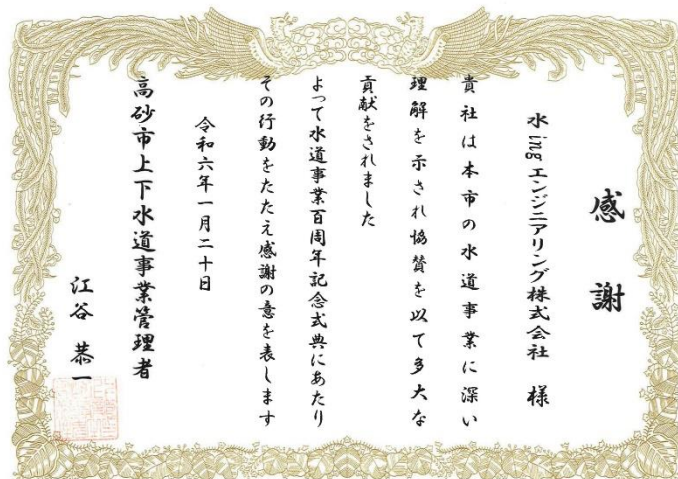 感謝
水ingエンジニアリング株式会社 様
貴社は本市の水道事業に深い
理解を示され協賛を以て多大な
貢献をされました
よって水道事業百周年記念式典にあたり
その行動をたたえ感謝の意を表します
令和六年一月二十日
高砂市上下水道事業管理者
江谷 恭一